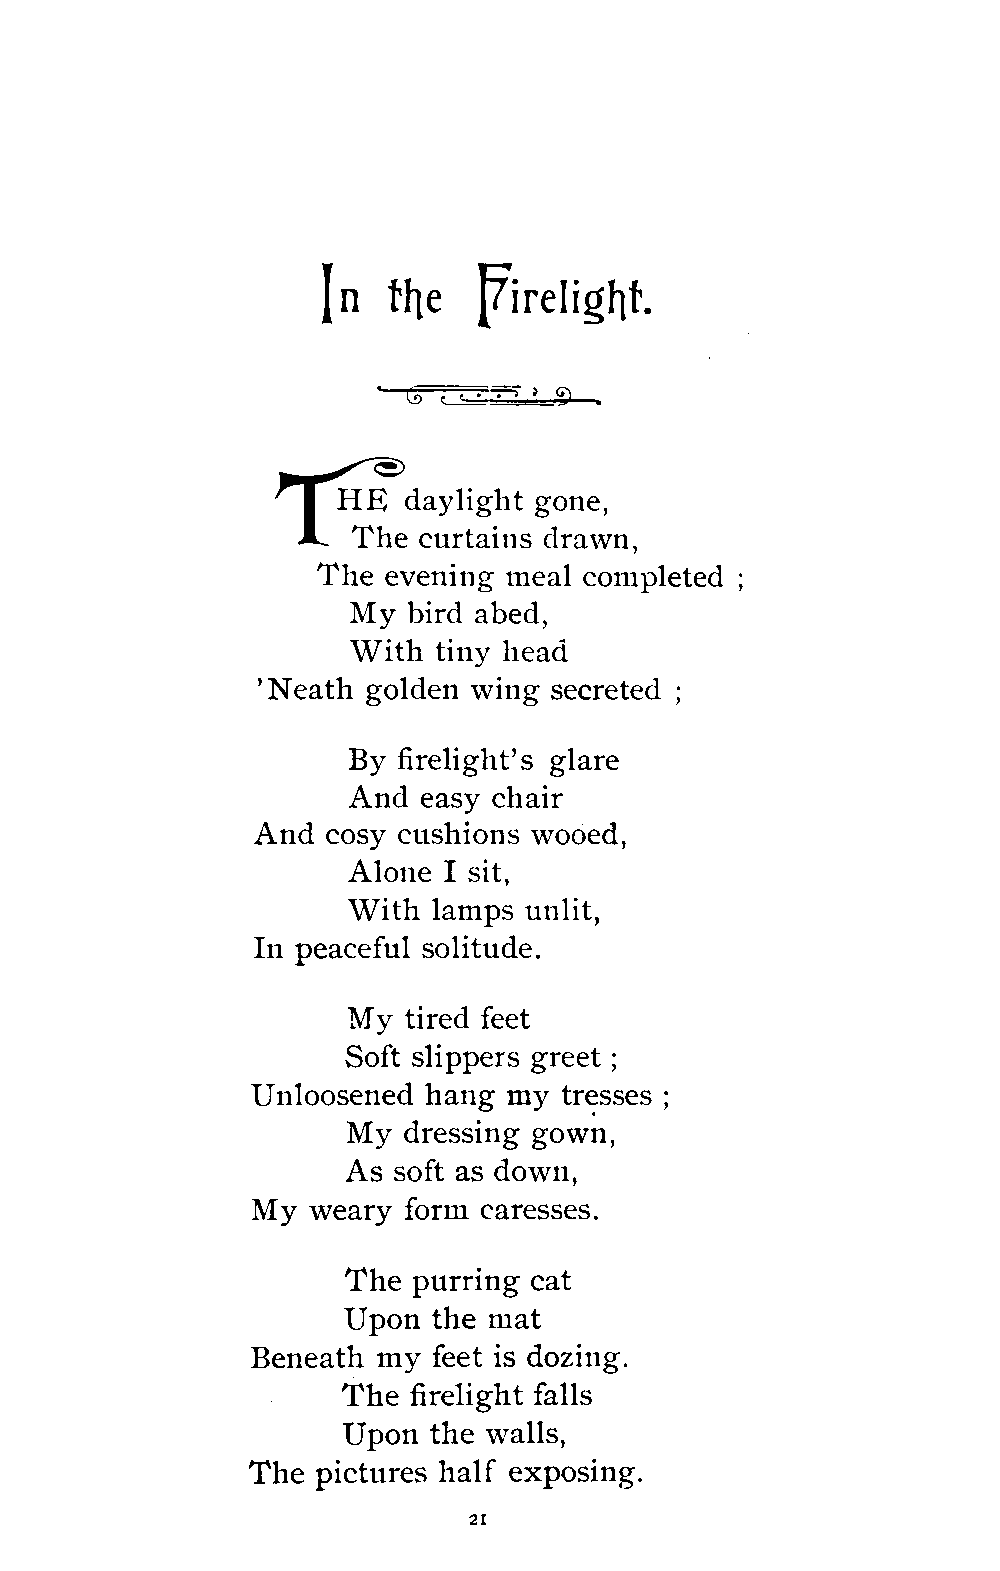 In the Firelight.
THE daylight gone,
The curtains drawn,
The evening meal completed ;
My bird abed,
With tiny head
'Neath golden wing secreted ;
By firelight's glare
And easy chair
And cosy cushions wooed,
Alone I sit,
With lamps unlit,
In peaceful solitude.
My tired feet
Soft slippers greet ;
Unloosened hang my tresses ;
My dressing gown,
As soft as down,
My weary form caresses.
The purring cat
Upon the mat
Beneath my feet is dozing.
The firelight falls
Upon the walls,
The pictures half exposing.
21